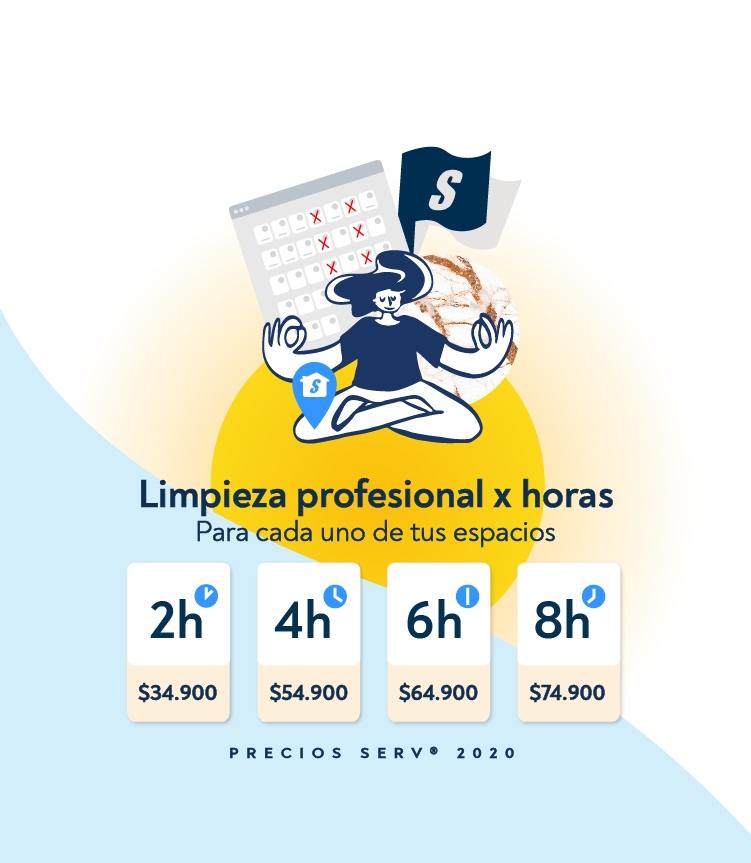 S
S
Limpieza profesional x horas
Para cada uno de tus espacios
2h 4h 6h 8h
$34.900 $54.900 $64.900 $74.900
PRECIOS SERV® 2020